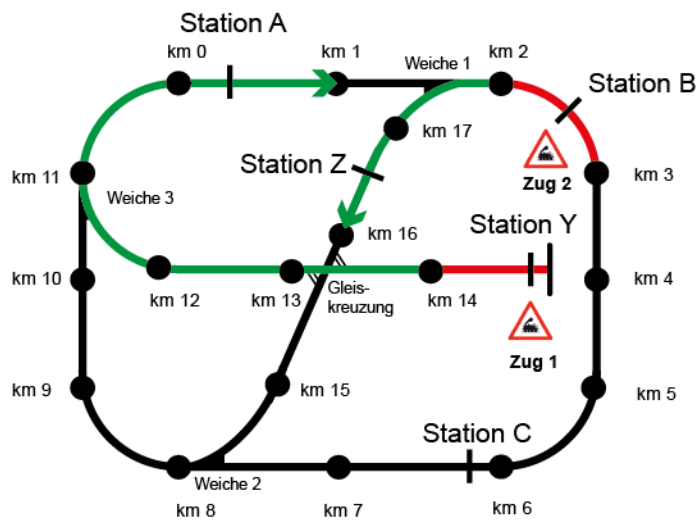 Station A
km 0
km 1
km 2
Weiche 1
Station B
km 17
km 11
Weiche 3
Station Z
Zug 2
km 3
km 16
Station Y
km 10
km 12
km 13
Gleis-
kreuzung
km 14
km 4
Zug 1
km 9
km 15
km 5
Station C
Weiche 2
km 8
km 7
km 6